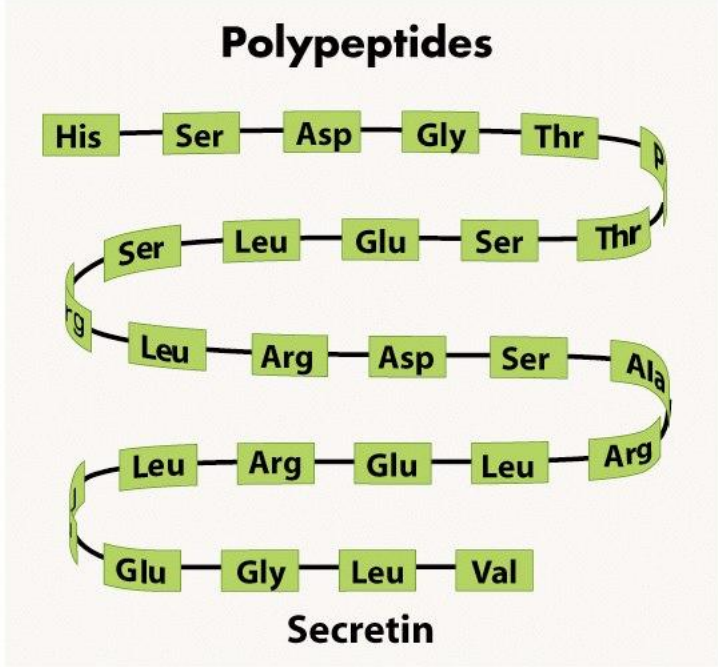 Polypeptides
His Ser Asp Gly Thr P
Ser Leu Glu Ser Thr
rg Leu Arg Asp Ser Ala
Leu Arg Glu Leu Arg
Glu Gly Leu Val
Secretin